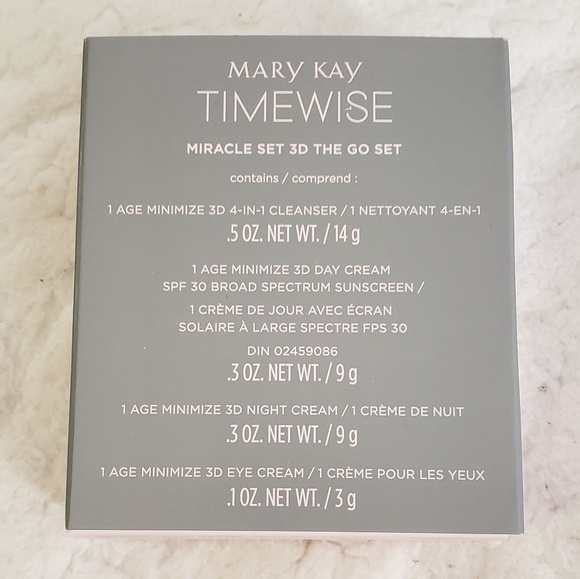 MARY KAY
TIMEWISE
MIRACLE SET 3D THE GO SET
contains / comprend :
1 AGE MINIMIZE 3D 4-IN-1 CLEANSER / 1 NETTOYANT 4-EN-1
.5 OZ. NET WT. / 14 g
1 AGE MINIMIZE 3D DAY CREAM
SPF 30 BROAD SPECTRUM SUNSCREEN /
1 CRÈME DE JOUR AVEC ÉCRAN
SOLAIRE À LARGE SPECTRE FPS 30
DIN 02459086
.3 OZ. NET WT. / 9 g
1 AGE MINIMIZE 3D NIGHT CREAM / 1 CRÈME DE NUIT
.3 OZ. NET WT. / 9 g
1 AGE MINIMIZE 3D EYE CREAM / 1 CRÈME POUR LES YEUX
.1 OZ. NET WT. / 3 g